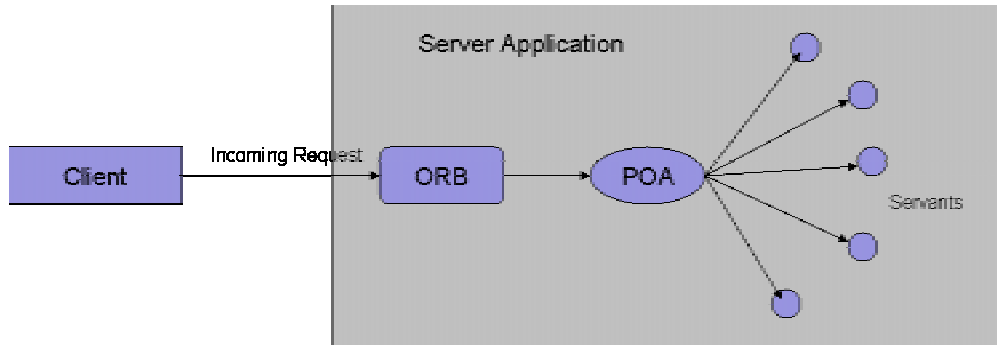 Server Application
Incoming Request
Client
ORB
POA
Servants